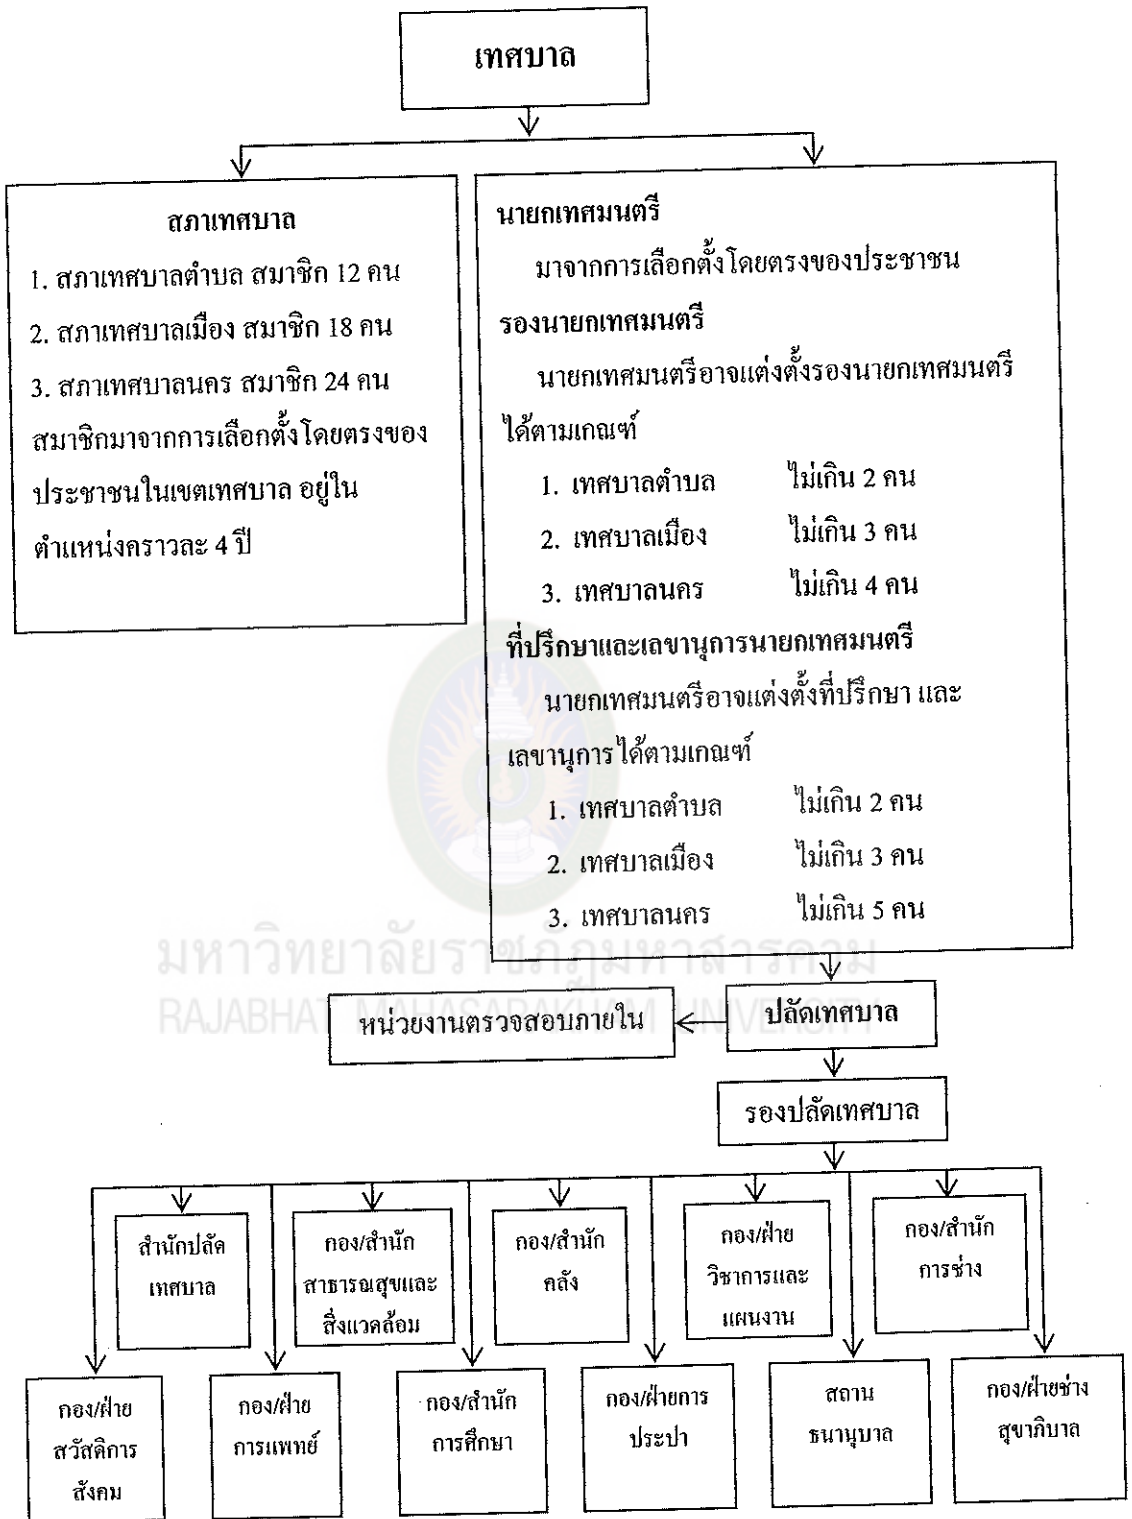 เทศบาล
สภาเทศบาล
1. สภาเทศบาลตำบล สมาชิก 12 คน
2. สภาเทศบาลเมือง สมาชิก 18 คน
3. สภาเทศบาลนคร สมาชิก 24 คน
สมาชิกมาจากการเลือกตั้งโดยตรงของ
ประชาชนในเขตเทศบาล อยู่ใน
ตำแหน่งคราวละ 4 ปี
นายกเทศมนตรี
มาจากการเลือกตั้งโดยตรงของประชาชน
รองนายกเทศมนตรี
นายกเทศมนตรีอาจแต่งตั้งรองนายกเทศมนตรี
ได้ตามเกณฑ์
1. เทศบาลตำบล ไม่เกิน 2 คน
2. เทศบาลเมือง ไม่เกิน 3 คน
3. เทศบาลนคร ไม่เกิน 4 คน
ที่ปรึกษาและเลขานุการนายกเทศมนตรี
นายกเทศมนตรีอาจแต่งตั้งที่ปรึกษา และ
เลขานุการ ได้ตามเกณฑ์
1. เทศบาลตำบล ไม่เกิน 2 คน
2. เทศบาลเมือง ไม่เกิน 3 คน
3. เทศบาลนคร ไม่เกิน 5 คน
มหาวิทยาลัยราชภัฏมหาสารคาม
RAJABHAT MAHASARAKHAM UNIVERSITY
หน่วยงานตรวจสอบภายใน
ปลัดเทศบาล
รองปลัดเทศบาล
สำนักปลัด
เทศบาล
กอง/สำนัก
สาธารณสุขและ
สิ่งแวดล้อม
กอง/สำนัก
คลัง
กอง/ฝ่าย
วิชาการและ
แผนงาน
กอง/สำนัก
การช่าง
กอง/ฝ่าย
สวัสดิการ
สังคม
กอง/ฝ่าย
การแพทย์
กอง/สำนัก
การศึกษา
กอง/ฝ่ายการ
ประปา
สถาน
ธนานุบาล
กอง/ฝ่ายช่าง
สุขาภิบาล